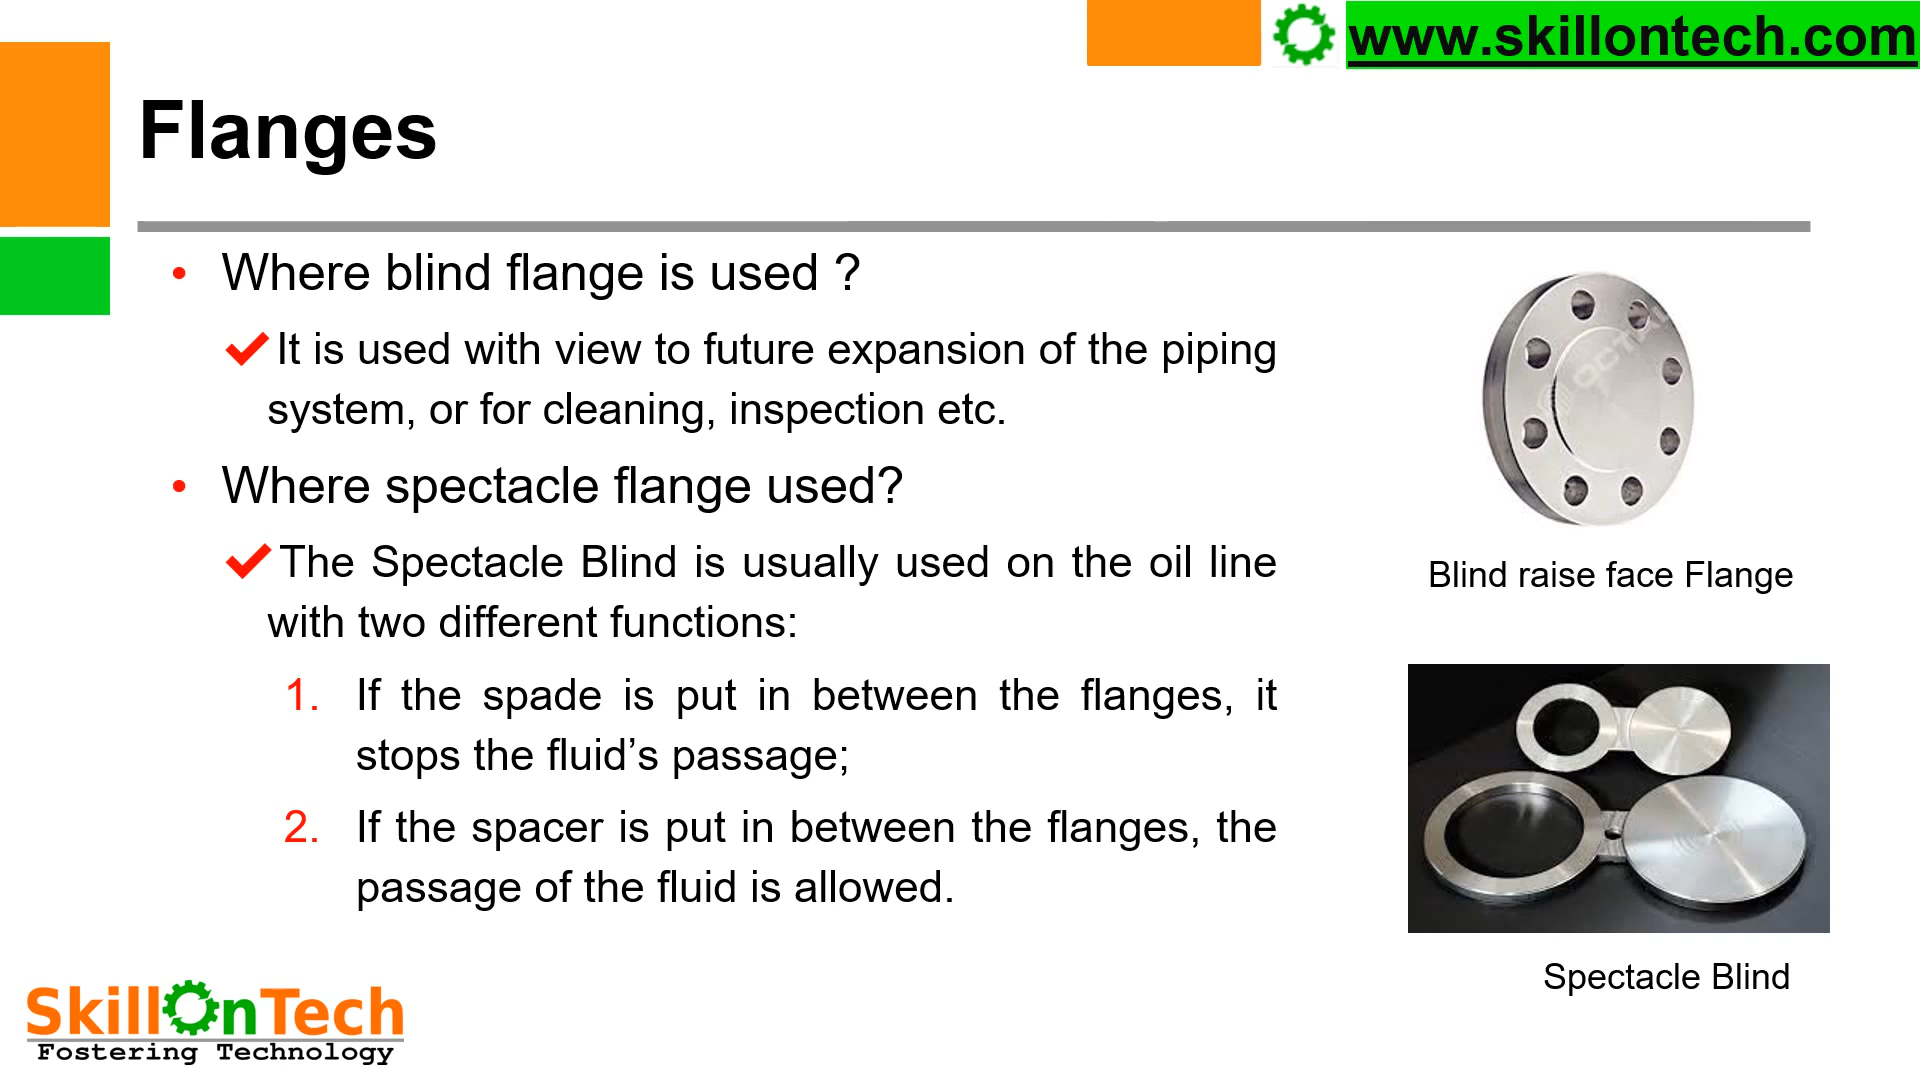 www.skillontech.com
Flanges
• Where blind flange is used ?
✔It is used with view to future expansion of the piping
system, or for cleaning, inspection etc.
• Where spectacle flange used?
✔The Spectacle Blind is usually used on the oil line
with two different functions:
1. If the spade is put in between the flanges, it
stops the fluid’s passage;
2. If the spacer is put in between the flanges, the
passage of the fluid is allowed.
Blind raise face Flange
Spectacle Blind
SkillOnTech
Fostering Technology